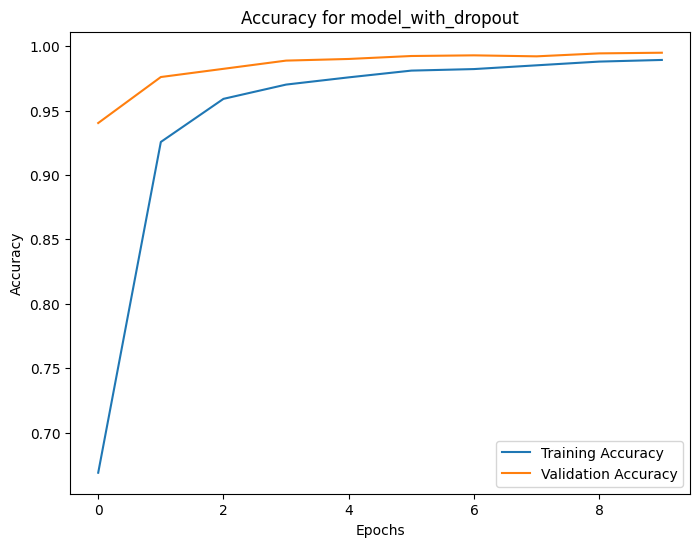 Accuracy for model_with_dropout
1.00
0.95
0.90
0.85
0.80
0.75
0.70
Accuracy
0 2 4 6 8
Epochs
Training Accuracy
Validation Accuracy